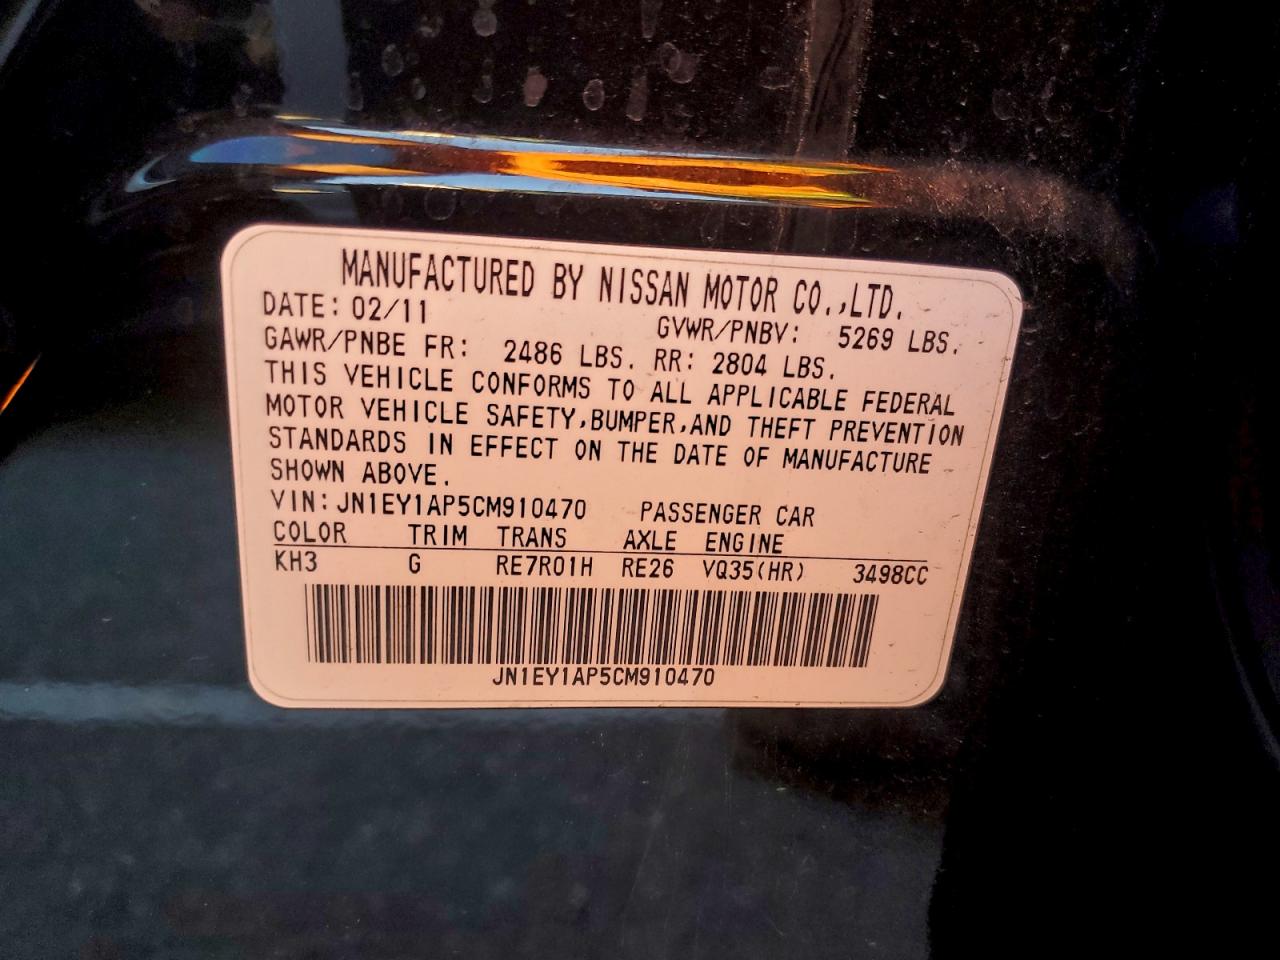 MANUFACTURED BY NISSAN MOTOR CO.,LTD.
DATE: 02/11 GVWR/PNBV: 5269 LBS.
GAWR/PNBE FR: 2486 LBS. RR: 2804 LBS.
THIS VEHICLE CONFORMS TO ALL APPLICABLE FEDERAL
MOTOR VEHICLE SAFETY,BUMPER,AND THEFT PREVENTION
STANDARDS IN EFFECT ON THE DATE OF MANUFACTURE
SHOWN ABOVE.
VIN:JN1EY1AP5CM910470 PASSENGER CAR
COLOR TRIM TRANS AXLE ENGINE
KH3 G RE7R01H RE26 VQ35(HR) 3498CC
JN1EY1AP5CM910470